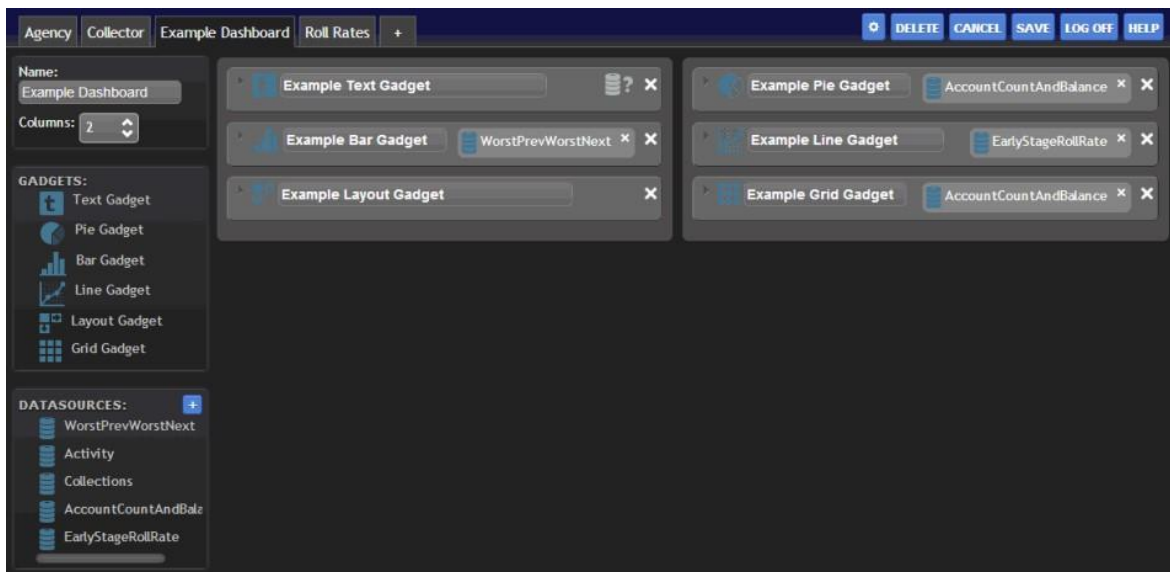 Agency Collector Example Dashboard Roll Rates +
DELETE CANCEL SAVE LOG OFF HELP
Name:
Example Dashboard
Columns: 2
GADGETS:
t Text Gadget
Pie Gadget
Bar Gadget
Line Gadget
Layout Gadget
Grid Gadget
DATASOURCES: +
WorstPrevWorstNext
Activity
Collections
AccountCountAndBala
EarlyStageRollRate
Example Text Gadget ? ×
Example Bar Gadget WorstPrevWorstNext × ×
Example Layout Gadget ×
Example Pie Gadget AccountCountAndBalance × ×
Example Line Gadget EarlyStageRollRate × ×
Example Grid Gadget AccountCountAndBalance × ×